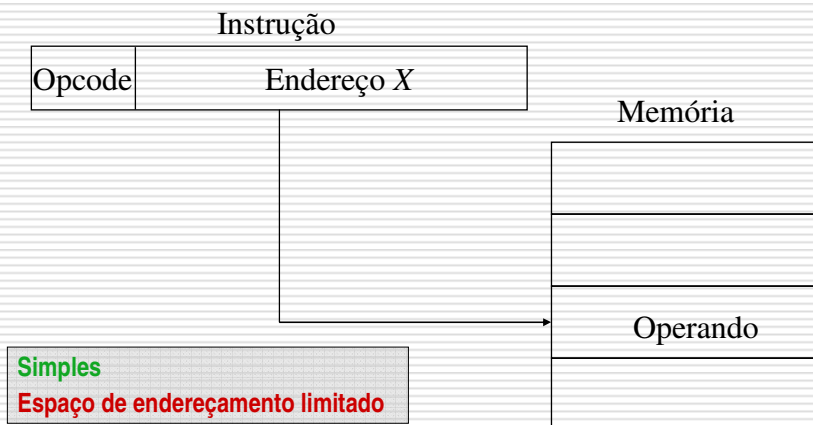 Instrução
Opcode Endereço X
Memória
Operando
Simples
Espaço de endereçamento limitado